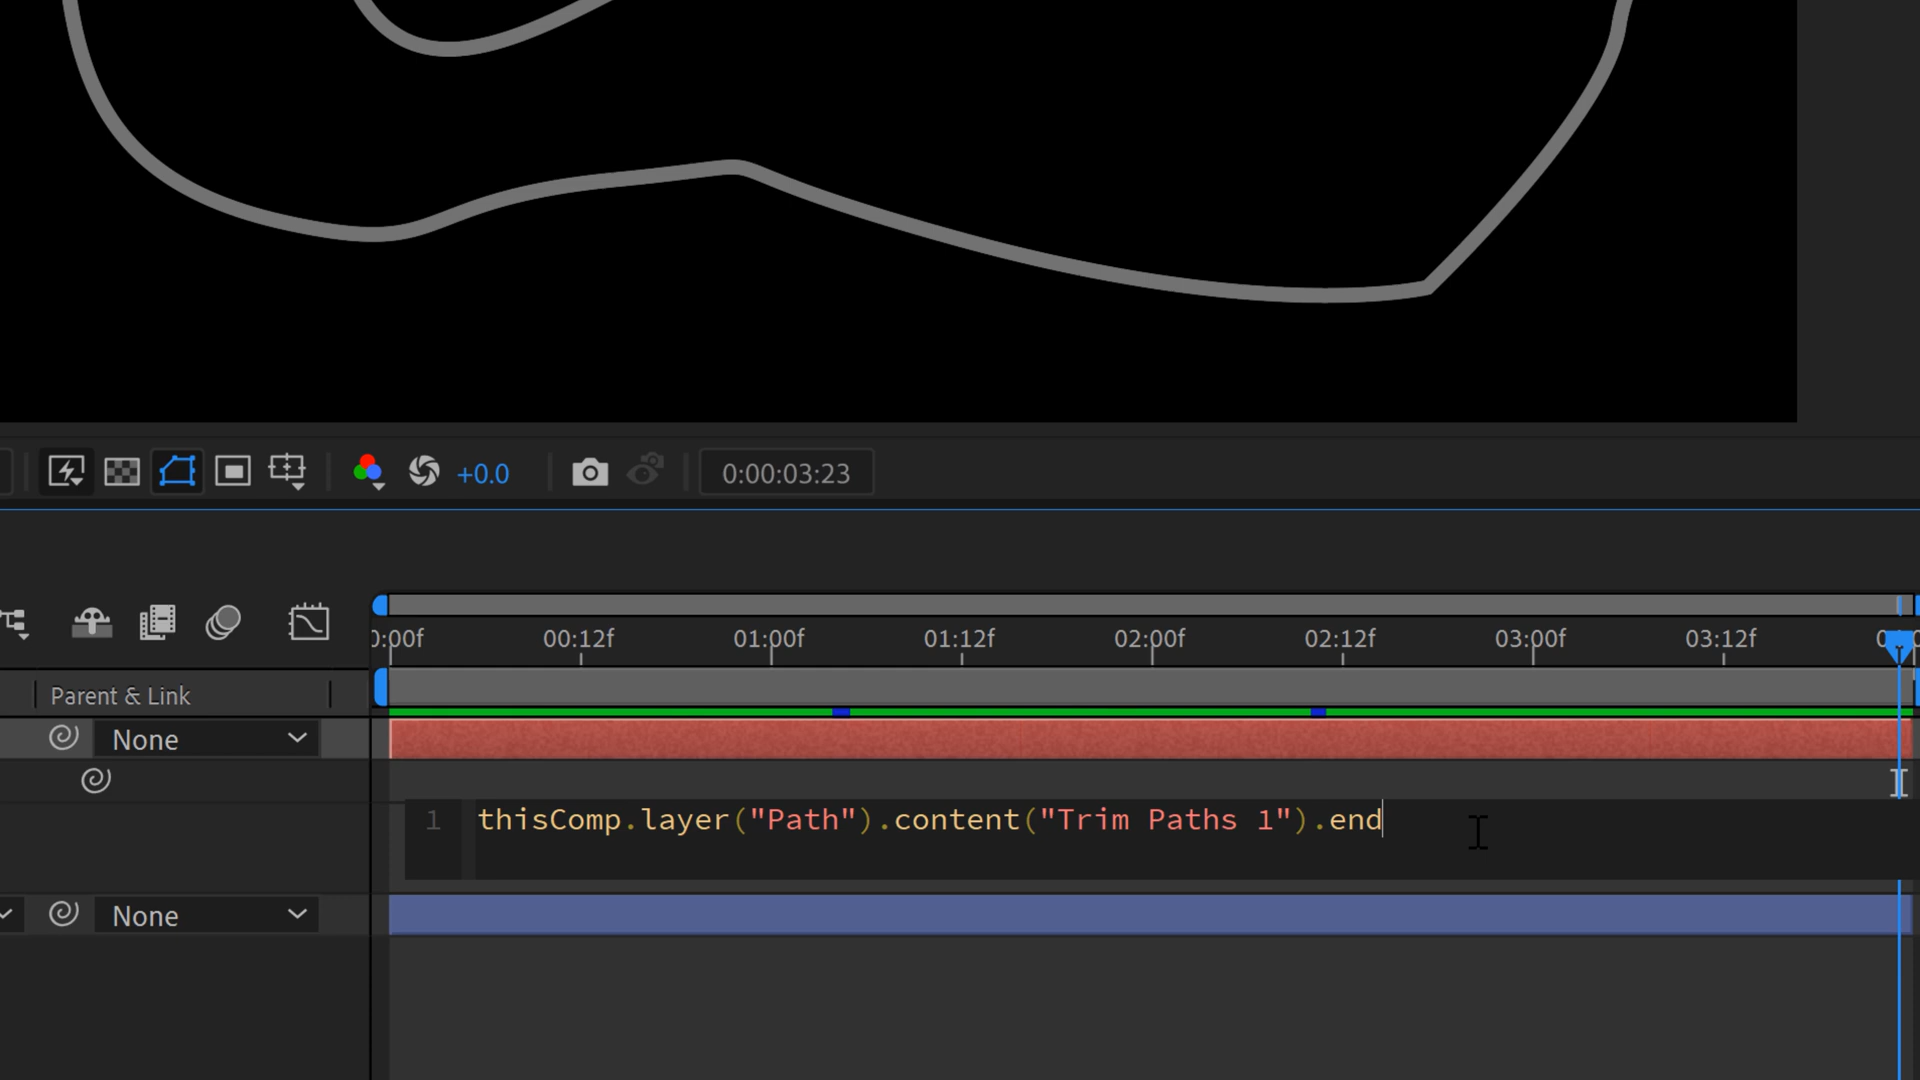 +0.0 0:00:03:23
0:00f 00:12f 01:00f 01:12f 02:00f 02:12f 03:00f 03:12f
Parent & Link
None
1 thisComp.layer("Path").content("Trim Paths 1").end
None